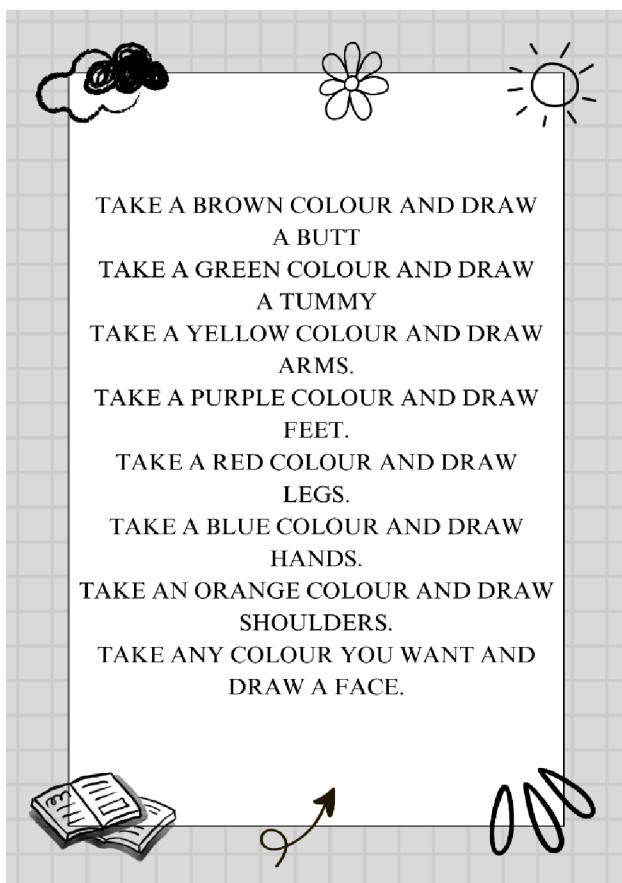 TAKE A BROWN COLOUR AND DRAW
A BUTT
TAKE A GREEN COLOUR AND DRAW
A TUMMY
TAKE A YELLOW COLOUR AND DRAW
ARMS.
TAKE A PURPLE COLOUR AND DRAW
FEET.
TAKE A RED COLOUR AND DRAW
LEGS.
TAKE A BLUE COLOUR AND DRAW
HANDS.
TAKE AN ORANGE COLOUR AND DRAW
SHOULDERS.
TAKE ANY COLOUR YOU WANT AND
DRAW A FACE.